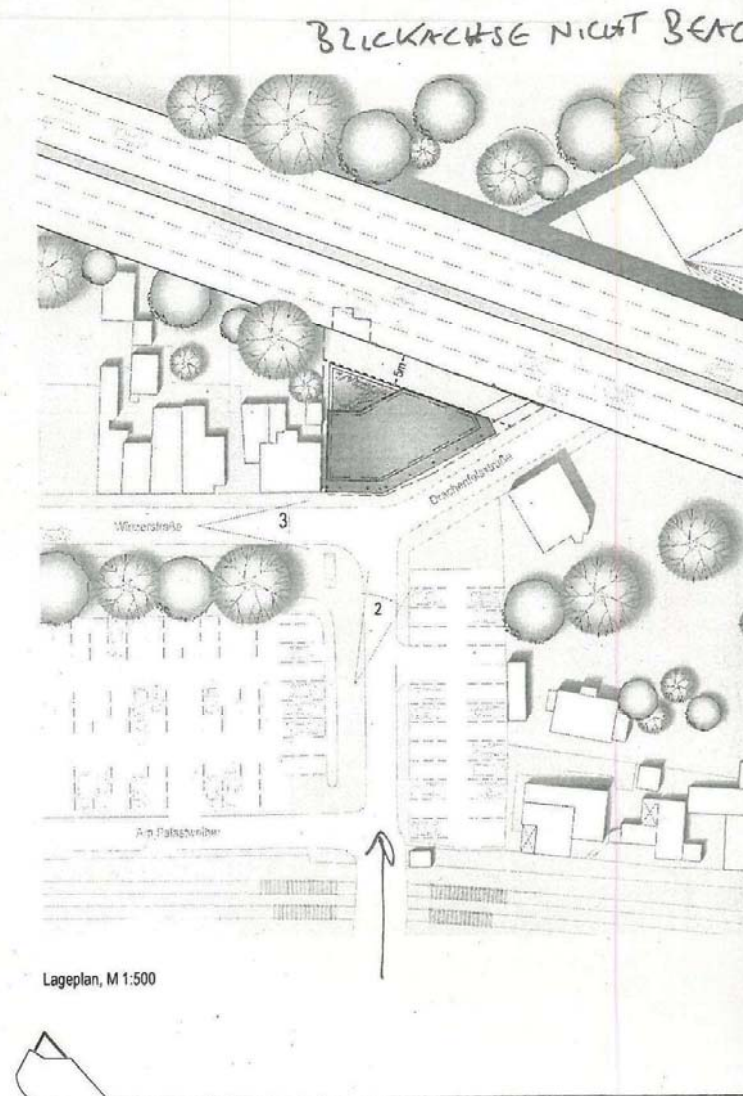 BLICKACHSE NICHT BEAC
5m
Drachenfelsstraße
Winzerstraße
3
2
Am Palastweiher
Lageplan, M 1:500